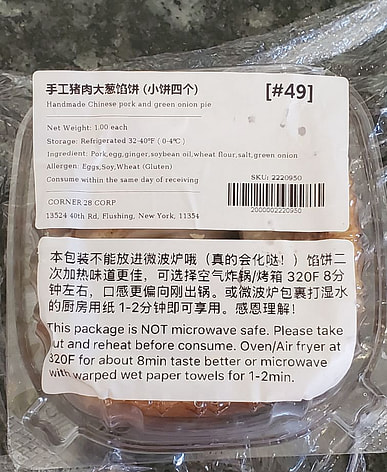 手工猪肉大葱馅饼 (小饼四个)
[#49]
Handmade Chinese pork and green onion pie
Net Weight: 1.00 each
Storage: Refrigerated 32-40°F ( 0-4°C )
Ingredient: Pork,egg,ginger,soybean oil,wheat flour,salt,green onion
Allergen: Eggs,Soy,Wheat (Gluten)
Consume within the same day of receiving
SKU: 2220950
2000002220950
CORNER 28 CORP
13524 40th Rd, Flushing, New York, 11354
本包装不能放进微波炉哦（真的会化哒！）馅饼二
次加热味道更佳，可选择空气炸锅/烤箱 320F 8分
钟左右，口感更偏向刚出锅。或微波炉包裹打湿水
的厨房用纸 1-2分钟即可享用。感恩理解！
This package is NOT microwave safe. Please take
out and reheat before consume. Oven/Air fryer at
320F for about 8min taste better or microwave
with warped wet paper towels for 1-2min.